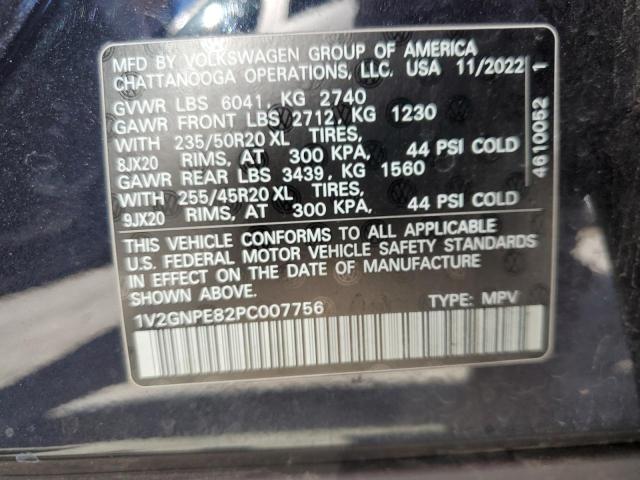 MFD BY VOLKSWAGEN GROUP OF AMERICA
CHATTANOOGA OPERATIONS, LLC. USA 11/2022
GVWR LBS 6041, KG 2740
GAWR FRONT LBS 2712, KG 1230
WITH 235/50R20 XL TIRES,
8JX20 RIMS, AT 300 KPA, 44 PSI COLD
GAWR REAR LBS 3439, KG 1560
WITH 255/45R20 XL TIRES,
9JX20 RIMS, AT 300 KPA, 44 PSI COLD
THIS VEHICLE CONFORMS TO ALL APPLICABLE
U.S. FEDERAL MOTOR VEHICLE SAFETY STANDARDS
IN EFFECT ON THE DATE OF MANUFACTURE
SHOWN ABOVE.
1V2GNPE82PC007756 TYPE: MPV
4610052 1